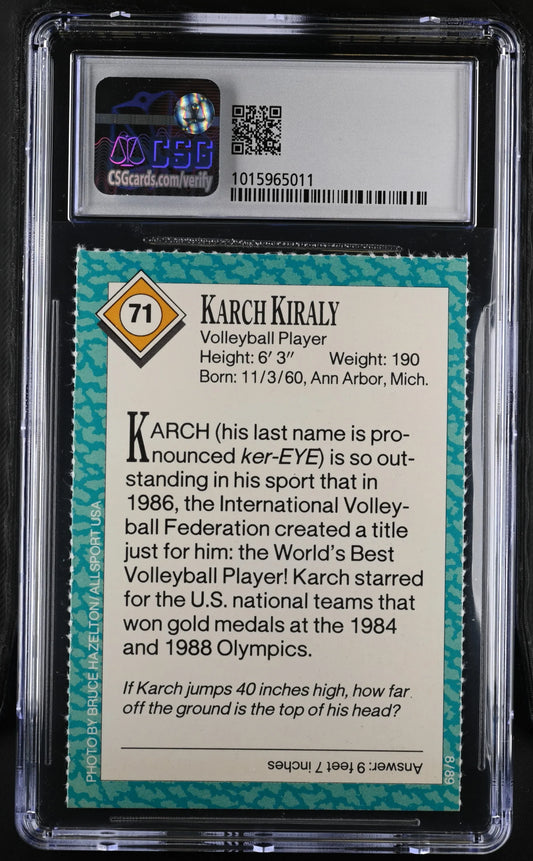 CSG
CSGcards.com/verify
1015965011
71
KARCH KIRALY
Volleyball Player
Height: 6' 3" Weight: 190
Born: 11/3/60, Ann Arbor, Mich.
KARCH (his last name is pro-
nounced ker-EYE) is so out-
standing in his sport that in
1986, the International Volley-
ball Federation created a title
just for him: the World's Best
Volleyball Player! Karch starred
for the U.S. national teams that
won gold medals at the 1984
and 1988 Olympics.
If Karch jumps 40 inches high, how far
off the ground is the top of his head?
Answer: 9 feet 7 inches
PHOTO BY BRUCE HAZELTON/ALLSPORT USA
8/89